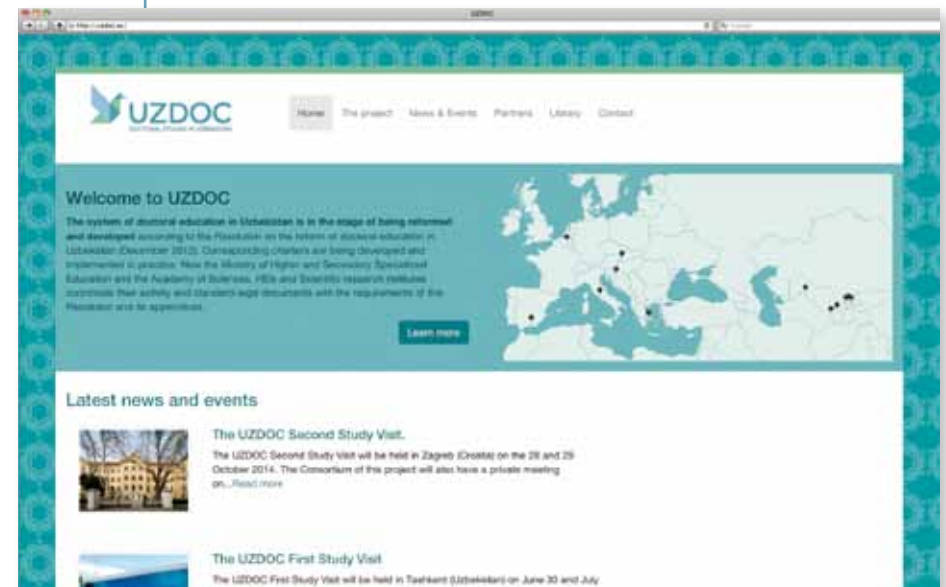 UZDOC
UZDOC
DOCTORAL STUDIES IN UZBEKISTAN
Home The project News & Events Partners Library Contact
Welcome to UZDOC
The system of doctoral education in Uzbekistan is in the stage of being reformed
and developed according to the Resolution on the reform of doctoral education in
Uzbekistan (December 2012). Corresponding charters are being developed and
implemented in practice. Now the Ministry of Higher and Secondary Specialized
Education and the Academy of Sciences, HEIs and Scientific research institutes
coordinate their activity and standard-legal documents with the requirements of the
Resolution and its appendices.
Learn more
Latest news and events
The UZDOC Second Study Visit.
The UZDOC Second Study Visit will be held in Zagreb (Croatia) on the 28 and 29
October 2014. The Consortium of this project will also have a private meeting
on...Read more
The UZDOC First Study Visit
The UZDOC First Study Visit will be held in Tashkent (Uzbekistan) on June 30 and July